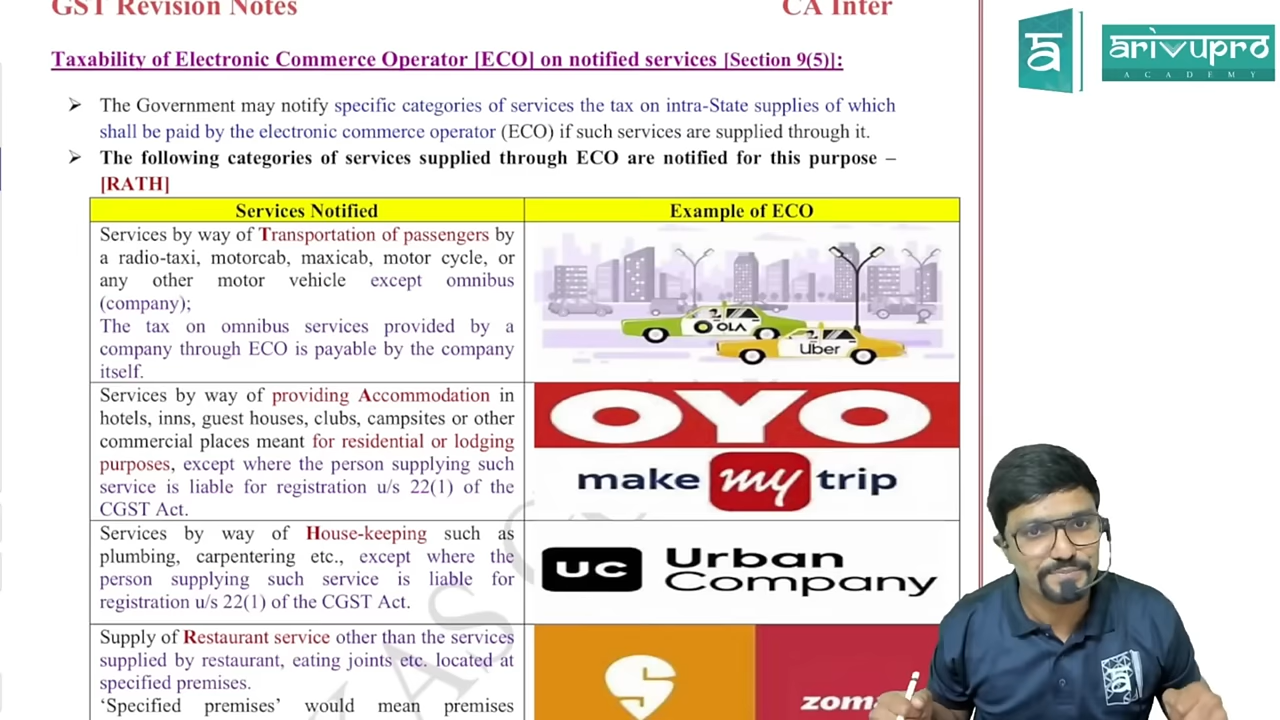 GST Revision Notes
CA Inter
arivupro
ACADEMY
Taxability of Electronic Commerce Operator [ECO] on notified services [Section 9(5)]:
➢ The Government may notify specific categories of services the tax on intra-State supplies of which
shall be paid by the electronic commerce operator (ECO) if such services are supplied through it.
➢ The following categories of services supplied through ECO are notified for this purpose –
[RATH]
Services Notified
Example of ECO
Services by way of Transportation of passengers by
a radio-taxi, motorcab, maxicab, motor cycle, or
any other motor vehicle except omnibus
(company);
The tax on omnibus services provided by a
company through ECO is payable by the company
itself.
OLA
Uber
Services by way of providing Accommodation in
hotels, inns, guest houses, clubs, campsites or other
commercial places meant for residential or lodging
purposes, except where the person supplying such
service is liable for registration u/s 22(1) of the
CGST Act.
OYO
make my trip
Services by way of House-keeping such as
plumbing, carpentering etc., except where the
person supplying such service is liable for
registration u/s 22(1) of the CGST Act.
UC Urban
Company
Supply of Restaurant service other than the services
supplied by restaurant, eating joints etc. located at
specified premises.
'Specified premises' would mean premises